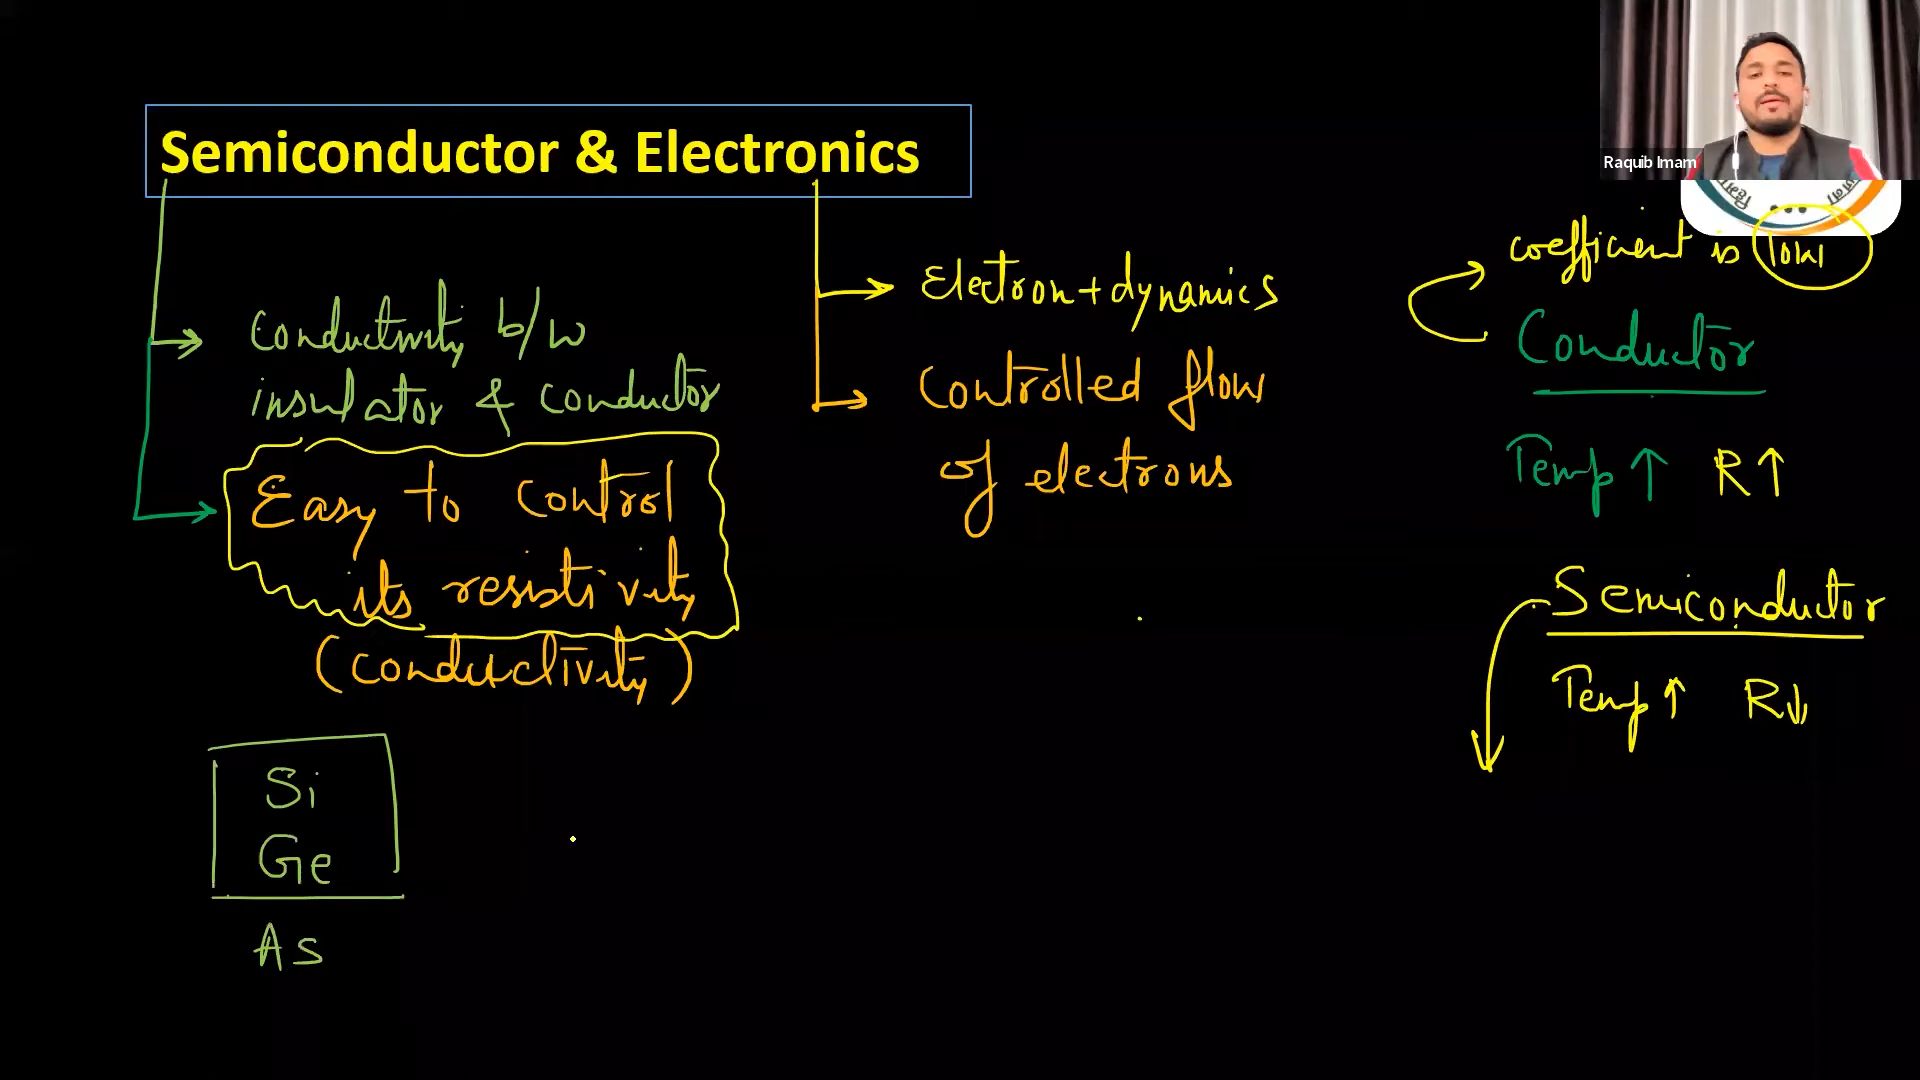 Semiconductor & Electronics
Raquib Imam
Conductivity b/w
insulator & conductor
Easy to control
its resistivity
(conductivity)
Si
Ge
As
Electron + dynamics
Controlled flow
of electrons
coefficient is
Conductor
Temp ↑ R ↑
Semiconductor
Temp ↑ R ↓